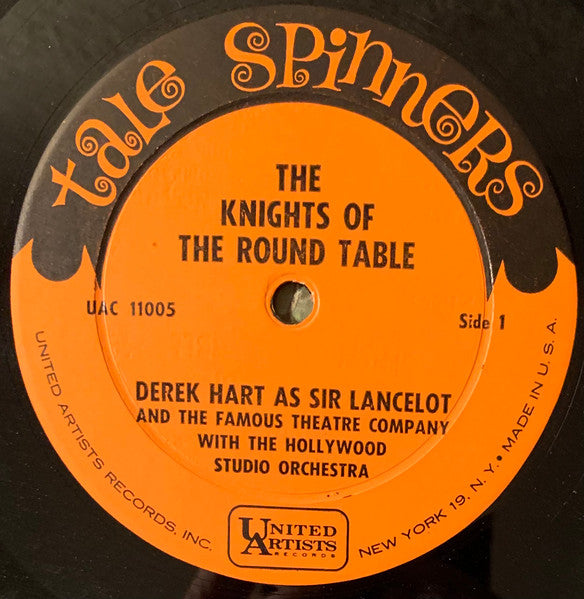 tale SPinneRS
THE
KNIGHTS OF
THE ROUND TABLE
UAC 11005
Side 1
DEREK HART AS SIR LANCELOT
AND THE FAMOUS THEATRE COMPANY
WITH THE HOLLYWOOD
STUDIO ORCHESTRA
UNITED
ARTISTS
RECORDS
UNITED ARTISTS RECORDS, INC. NEW YORK 19, N. Y. • MADE IN U. S. A.